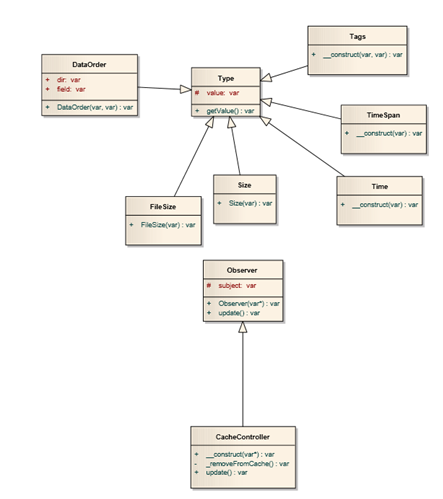 Tags
+ __construct(var, var) : var
DataOrder
+ dir: var
+ field: var
+ DataOrder(var, var) : var
Type
# value: var
+ getValue() : var
TimeSpan
+ __construct(var) : var
Size
+ Size(var) : var
Time
+ __construct(var) : var
FileSize
+ FileSize(var) : var
Observer
# subject: var
+ Observer(var*) : var
+ update() : var
CacheController
+ __construct(var*) : var
- _removeFromCache() : var
+ update() : var